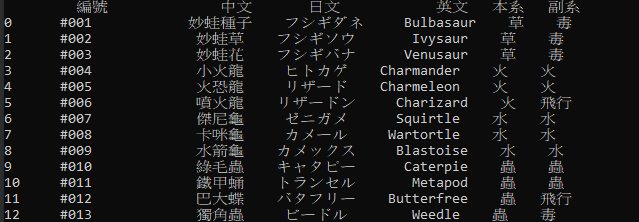 編號 中文 日文 英文 本系 副系
0 #001 妙蛙種子 フシギダネ Bulbasaur 草 毒
1 #002 妙蛙草 フシギソウ Ivysaur 草 毒
2 #003 妙蛙花 フシギバナ Venusaur 草 毒
3 #004 小火龍 ヒトカゲ Charmander 火 火
4 #005 火恐龍 リザード Charmeleon 火 火
5 #006 噴火龍 リザードン Charizard 火 飛行
6 #007 傑尼龜 ゼニガメ Squirtle 水 水
7 #008 卡咪龜 カメール Wartortle 水 水
8 #009 水箭龜 カメックス Blastoise 水 水
9 #010 綠毛蟲 キャタピー Caterpie 蟲 蟲
10 #011 鐵甲蛹 トランセル Metapod 蟲 蟲
11 #012 巴大蝶 バタフリー Butterfree 蟲 飛行
12 #013 獨角蟲 ビードル Weedle 蟲 毒